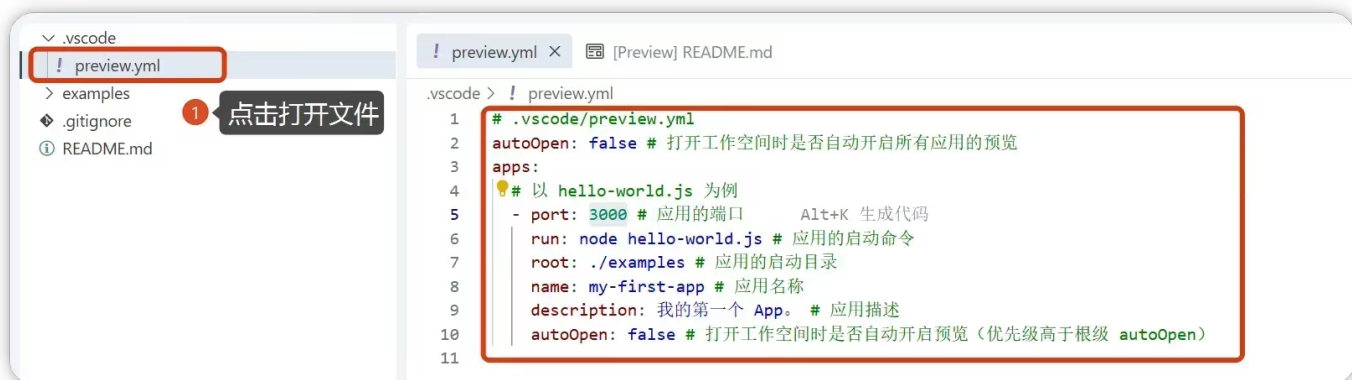 .vscode
! preview.yml
examples
1 点击打开文件
.gitignore
README.md
! preview.yml × [Preview] README.md
.vscode > ! preview.yml
1 # .vscode/preview.yml
2 autoOpen: false # 打开工作空间时是否自动开启所有应用的预览
3 apps:
4 # 以 hello-world.js 为例
5 - port: 3000 # 应用的端口 Alt+K 生成代码
6 run: node hello-world.js # 应用的启动命令
7 root: ./examples # 应用的启动目录
8 name: my-first-app # 应用名称
9 description: 我的第一个 App。 # 应用描述
10 autoOpen: false # 打开工作空间时是否自动开启预览（优先级高于根级 autoOpen）
11